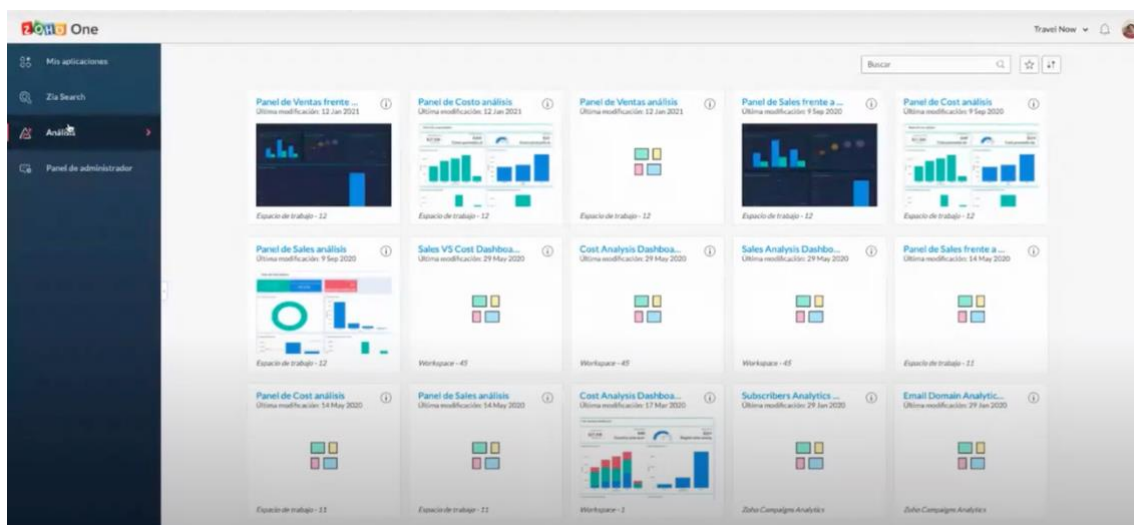 ZOHO One
Travel Now
Mis aplicaciones
Zia Search
Análisis
Panel de administrador
Buscar
Panel de Ventas frente ...
Última modificación: 12 Jan 2021
Espacio de trabajo - 12
Panel de Costo análisis
Última modificación: 12 Jan 2021
Espacio de trabajo - 12
Panel de Ventas análisis
Última modificación: 12 Jan 2021
Espacio de trabajo - 12
Panel de Sales frente a ...
Última modificación: 9 Sep 2020
Espacio de trabajo - 12
Panel de Cost análisis
Última modificación: 9 Sep 2020
Espacio de trabajo - 12
Panel de Sales análisis
Última modificación: 9 Sep 2020
Espacio de trabajo - 12
Sales VS Cost Dashboa...
Última modificación: 29 May 2020
Workspace - 45
Cost Analysis Dashboa...
Última modificación: 29 May 2020
Workspace - 45
Sales Analysis Dashbo...
Última modificación: 29 May 2020
Workspace - 45
Panel de Sales frente a ...
Última modificación: 14 May 2020
Espacio de trabajo - 11
Panel de Cost análisis
Última modificación: 14 May 2020
Espacio de trabajo - 11
Panel de Sales análisis
Última modificación: 14 May 2020
Espacio de trabajo - 11
Cost Analysis Dashboa...
Última modificación: 17 Mar 2020
Workspace - 1
Subscribers Analytics ...
Última modificación: 29 Jan 2020
Zoho Campaigns Analytics
Email Domain Analytic...
Última modificación: 29 Jan 2020
Zoho Campaigns Analytics